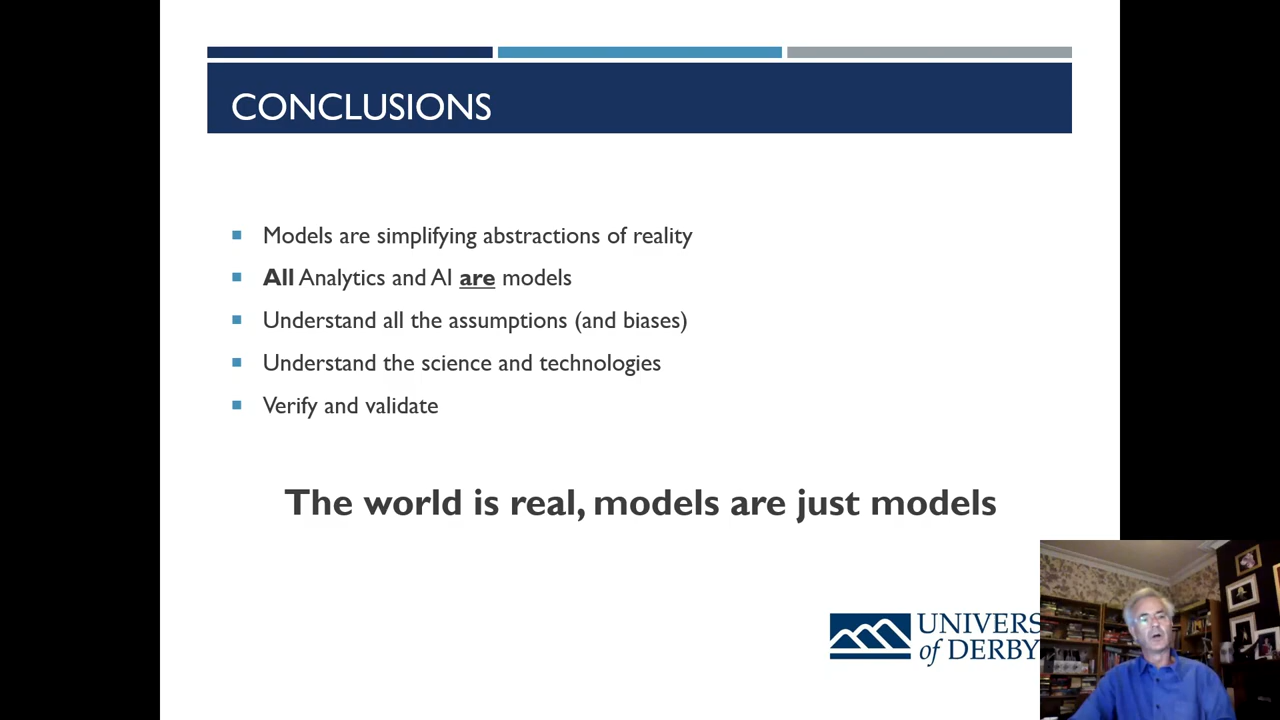 CONCLUSIONS
Models are simplifying abstractions of reality
All Analytics and AI are models
Understand all the assumptions (and biases)
Understand the science and technologies
Verify and validate
The world is real, models are just models
UNIVERS
of DERBY